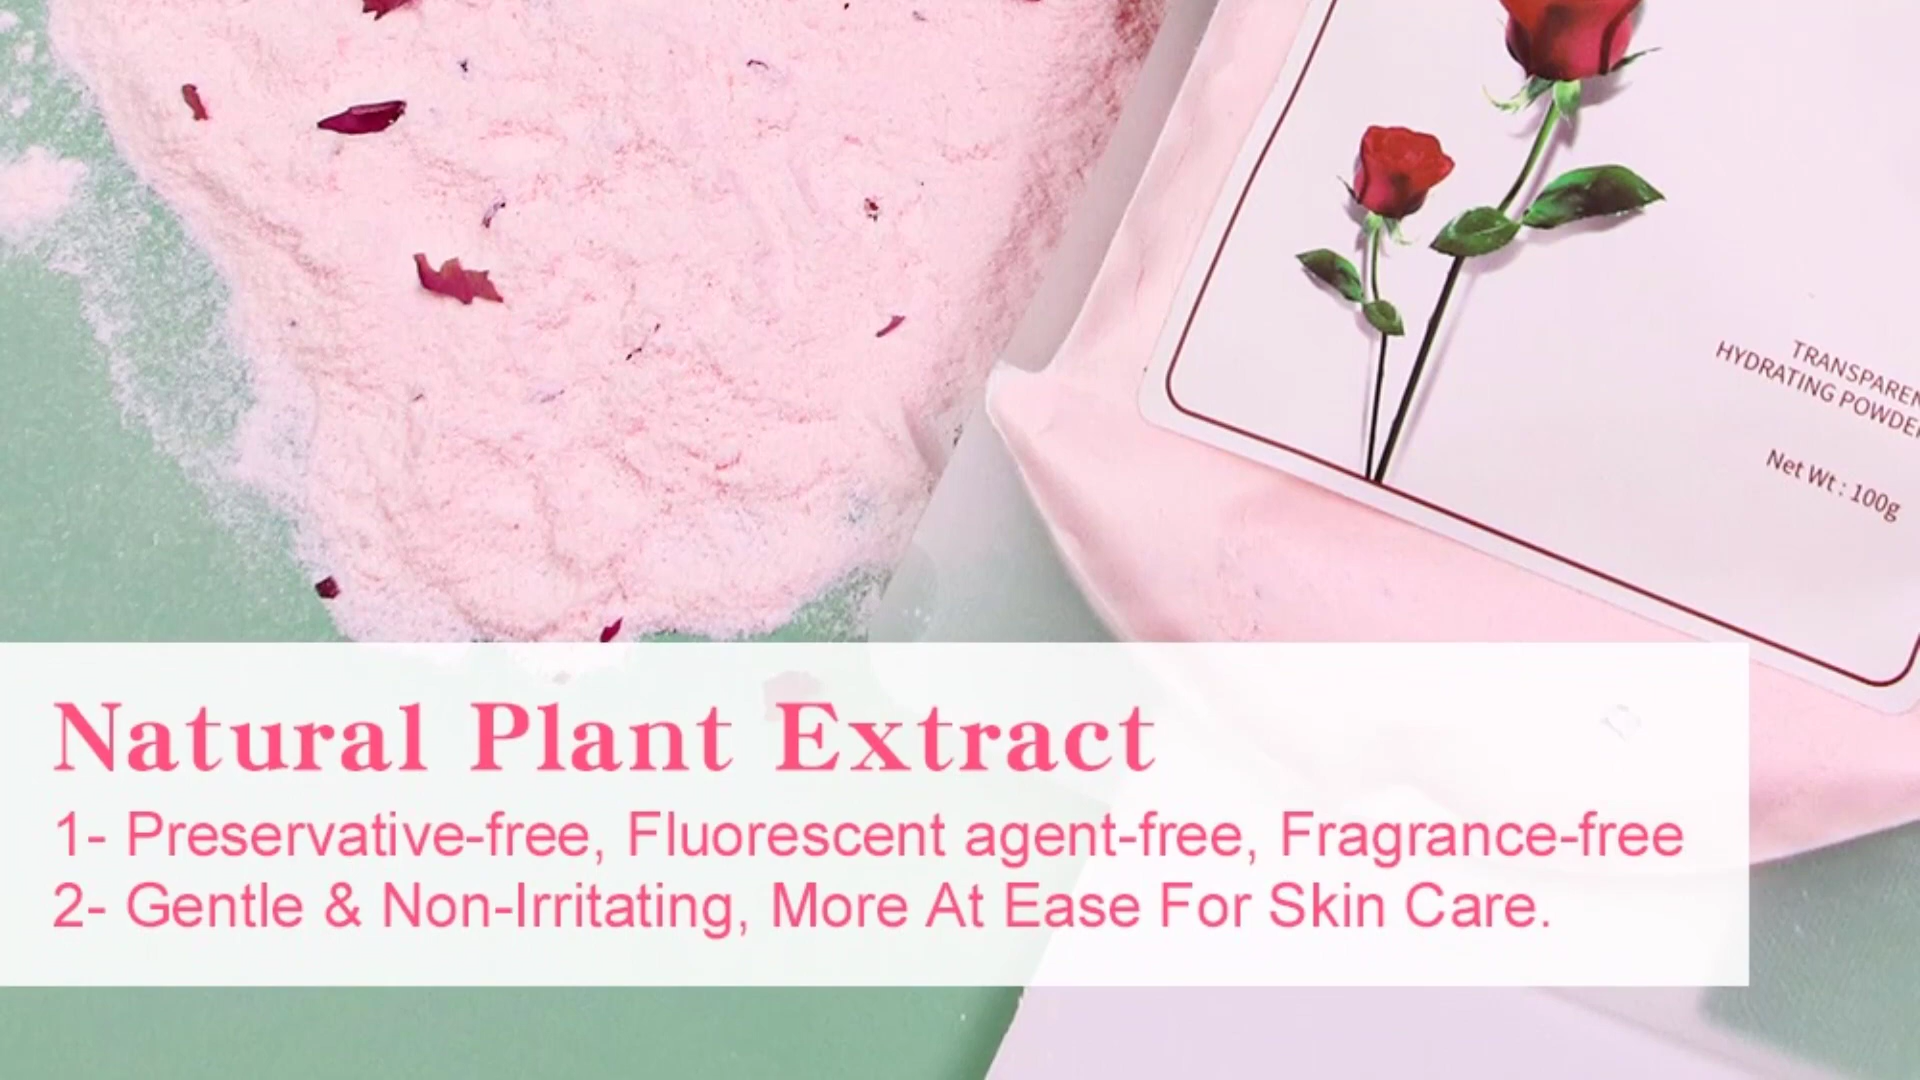 TRANSPAREN
HYDRATING POWDE
Net Wt : 100g
Natural Plant Extract
1- Preservative-free, Fluorescent agent-free, Fragrance-free
2- Gentle & Non-Irritating, More At Ease For Skin Care.